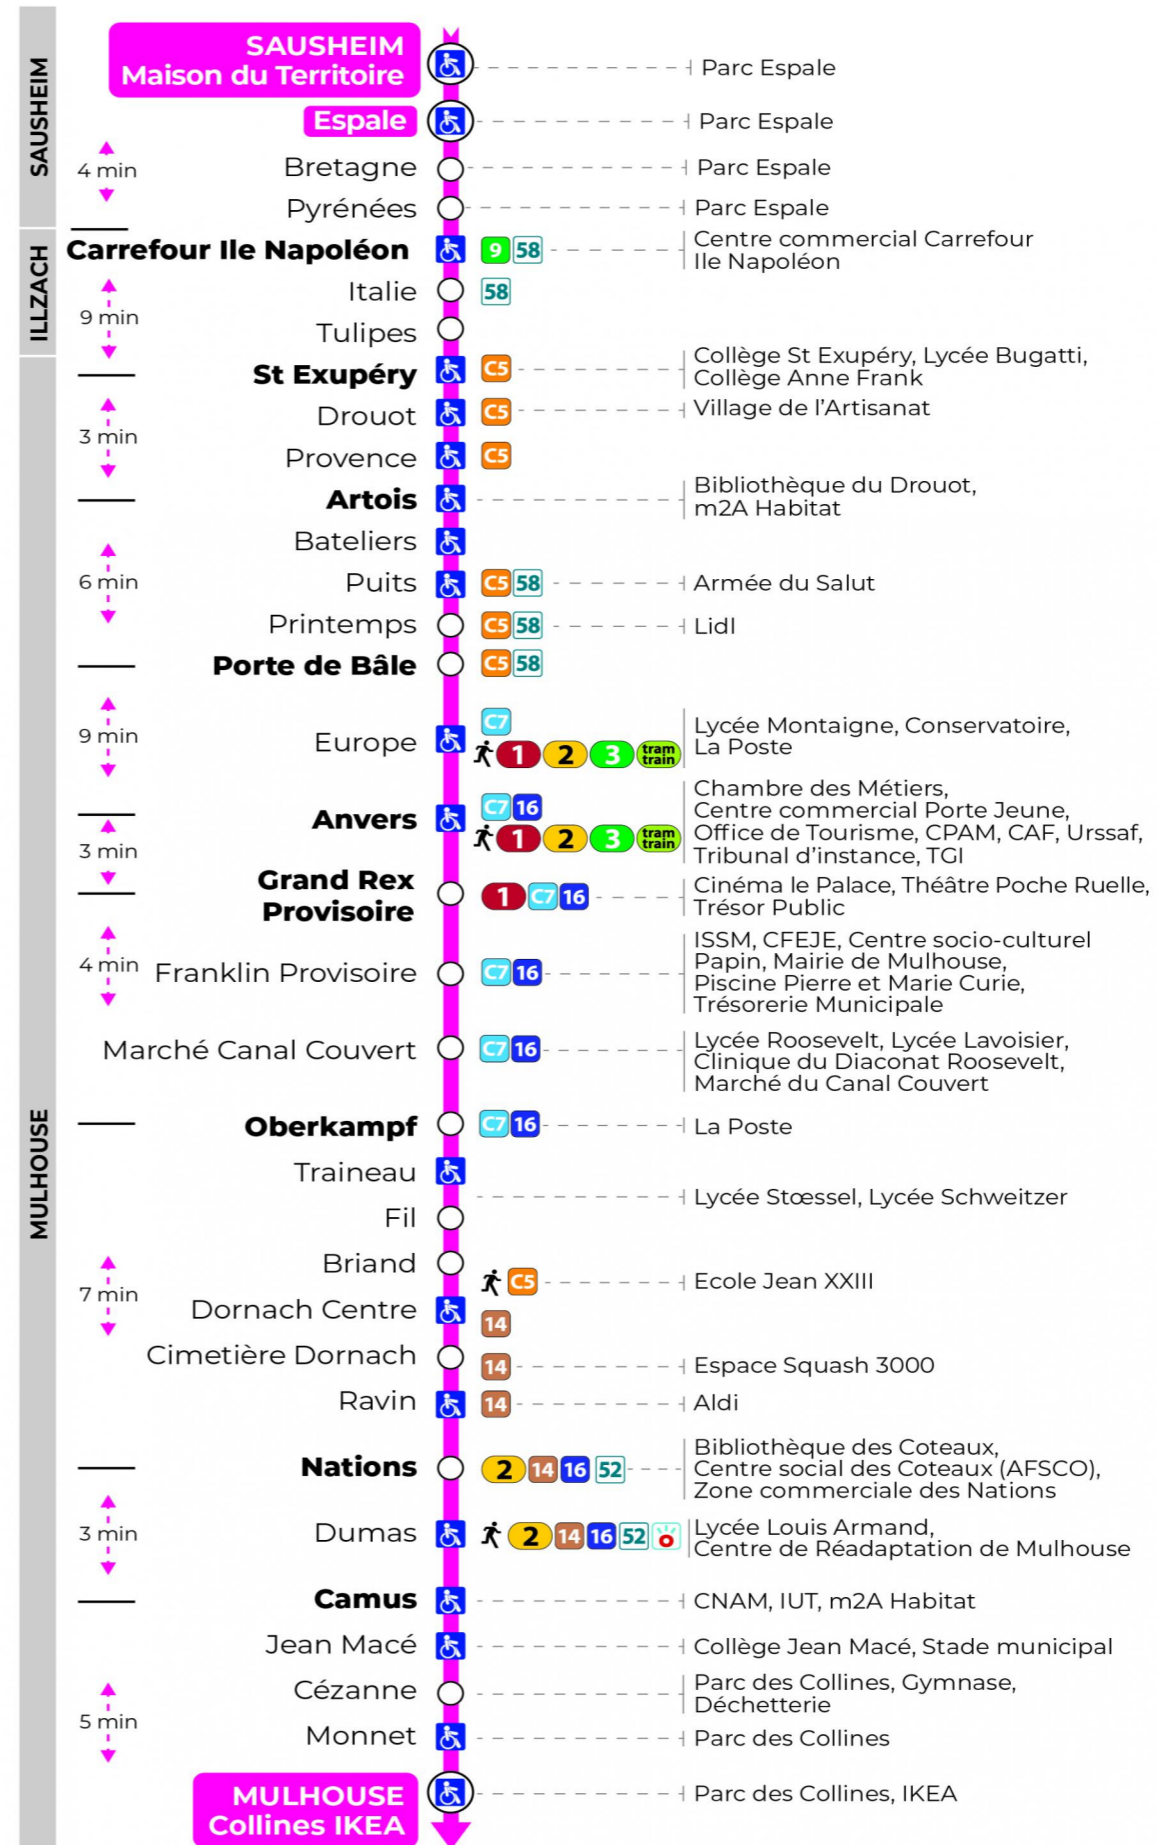 SAUSHEIM
SAUSHEIM
Maison du Territoire
Parc Espale
Espale
Parc Espale
4 min
Bretagne
Parc Espale
Pyrénées
Parc Espale
ILLZACH
Carrefour Ile Napoléon
9 58
Centre commercial Carrefour
Ile Napoléon
Italie
58
9 min
Tulipes
MULHOUSE
St Exupéry
C5
Collège St Exupéry, Lycée Bugatti,
Collège Anne Frank
Drouot
C5
Village de l’Artisanat
3 min
Provence
C5
Artois
Bibliothèque du Drouot,
m2A Habitat
Bateliers
6 min
Puits
C5 58
Armée du Salut
Printemps
C5 58
Lidl
Porte de Bâle
C5 58
9 min
Europe
C7
1 2 3 tram
train
Lycée Montaigne, Conservatoire,
La Poste
Anvers
C7 16
1 2 3 tram
train
Chambre des Métiers,
Centre commercial Porte Jeune,
Office de Tourisme, CPAM, CAF, Urssaf,
Tribunal d’instance, TGI
3 min
Grand Rex
Provisoire
1 C7 16
Cinéma le Palace, Théâtre Poche Ruelle,
Trésor Public
4 min
Franklin Provisoire
C7 16
ISSM, CFEJE, Centre socio-culturel
Papin, Mairie de Mulhouse,
Piscine Pierre et Marie Curie,
Trésorerie Municipale
Marché Canal Couvert
C7 16
Lycée Roosevelt, Lycée Lavoisier,
Clinique du Diaconat Roosevelt,
Marché du Canal Couvert
Oberkampf
C7 16
La Poste
Traineau
Lycée Stœssel, Lycée Schweitzer
Fil
Briand
C5
Ecole Jean XXIII
7 min
Dornach Centre
14
Cimetière Dornach
14
Espace Squash 3000
Ravin
14
Aldi
Nations
2 14 16 52
Bibliothèque des Coteaux,
Centre social des Coteaux (AFSCO),
Zone commerciale des Nations
3 min
Dumas
2 14 16 52
Lycée Louis Armand,
Centre de Réadaptation de Mulhouse
Camus
CNAM, IUT, m2A Habitat
Jean Macé
Collège Jean Macé, Stade municipal
Cézanne
Parc des Collines, Gymnase,
Déchetterie
5 min
Monnet
Parc des Collines
MULHOUSE
Collines IKEA
Parc des Collines, IKEA